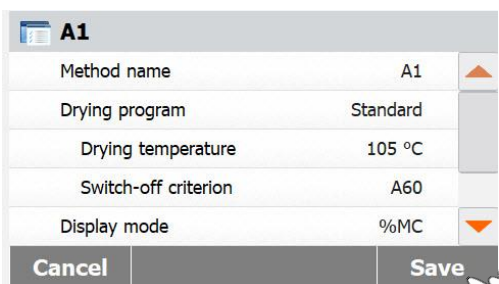 A1
Method name A1
Drying program Standard
Drying temperature 105 °C
Switch-off criterion A60
Display mode %MC
Cancel Save